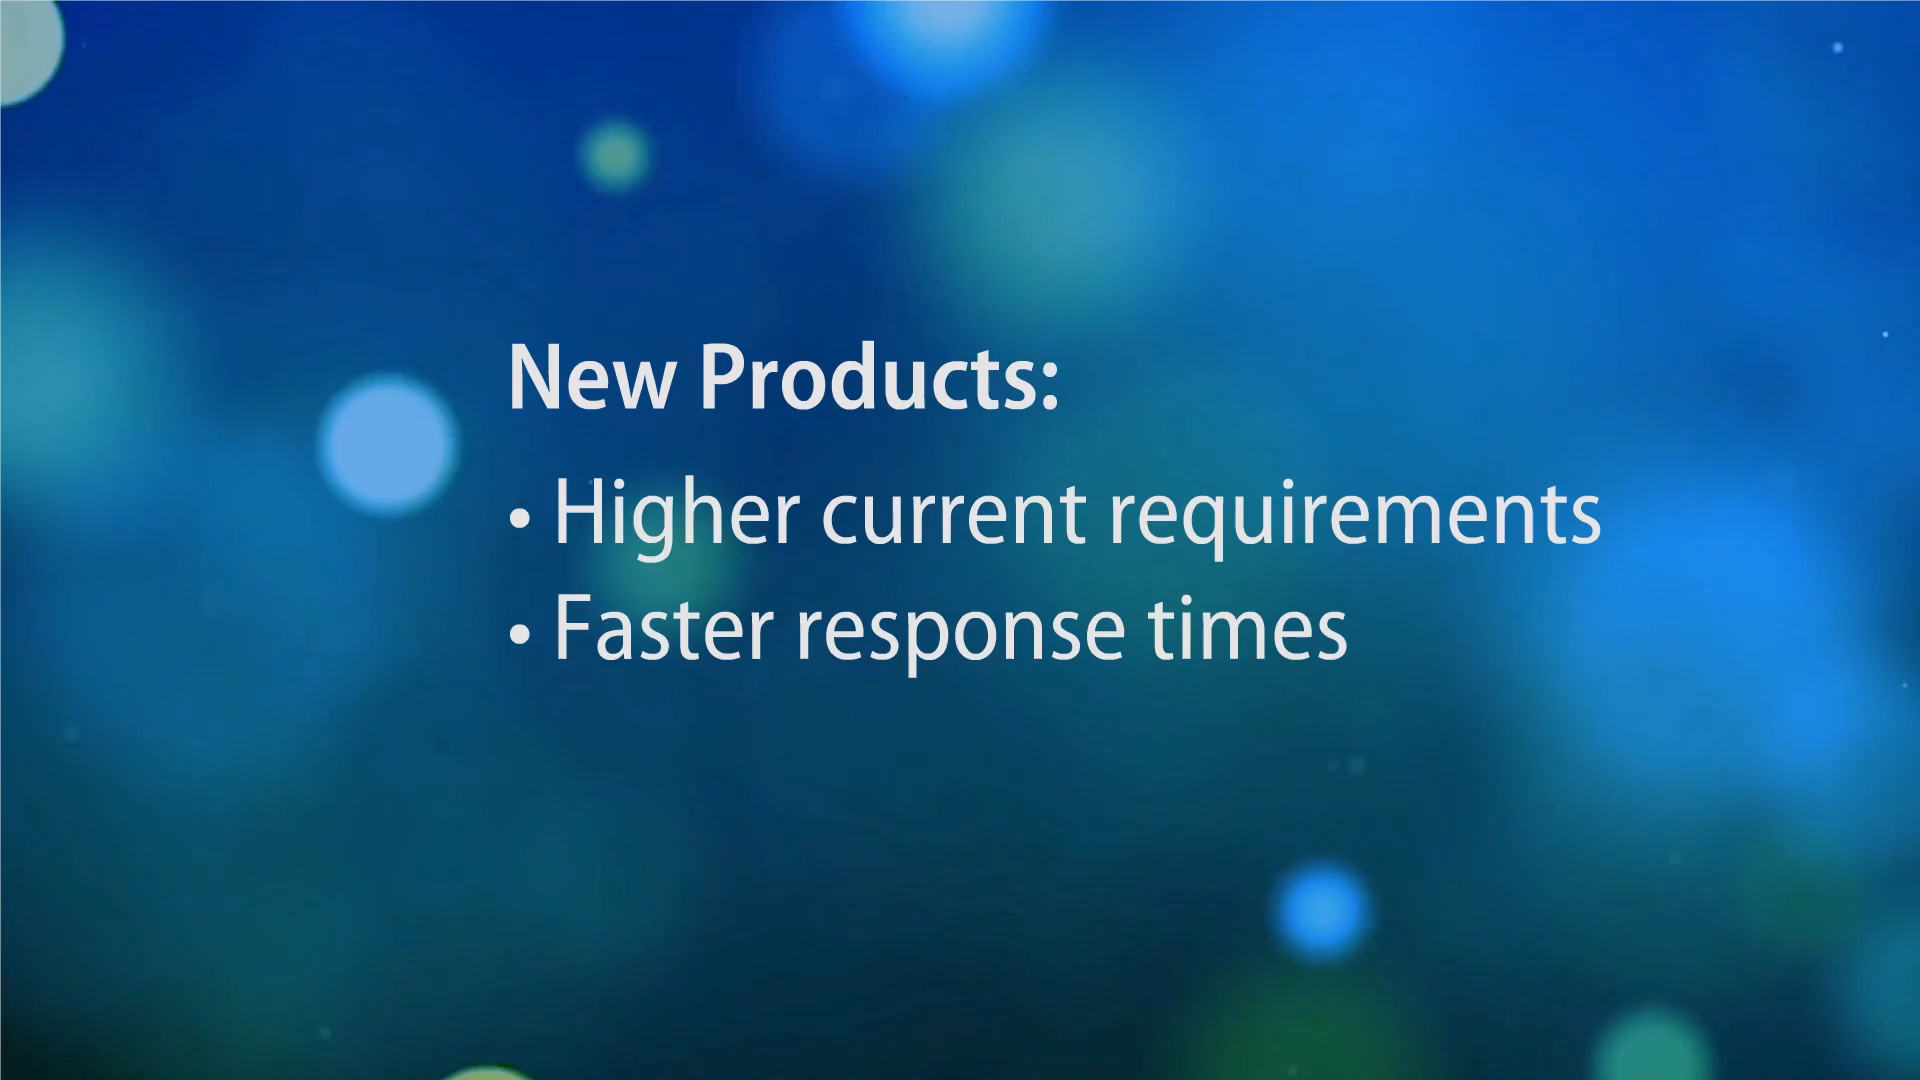 New Products:
• Higher current requirements
• Faster response times